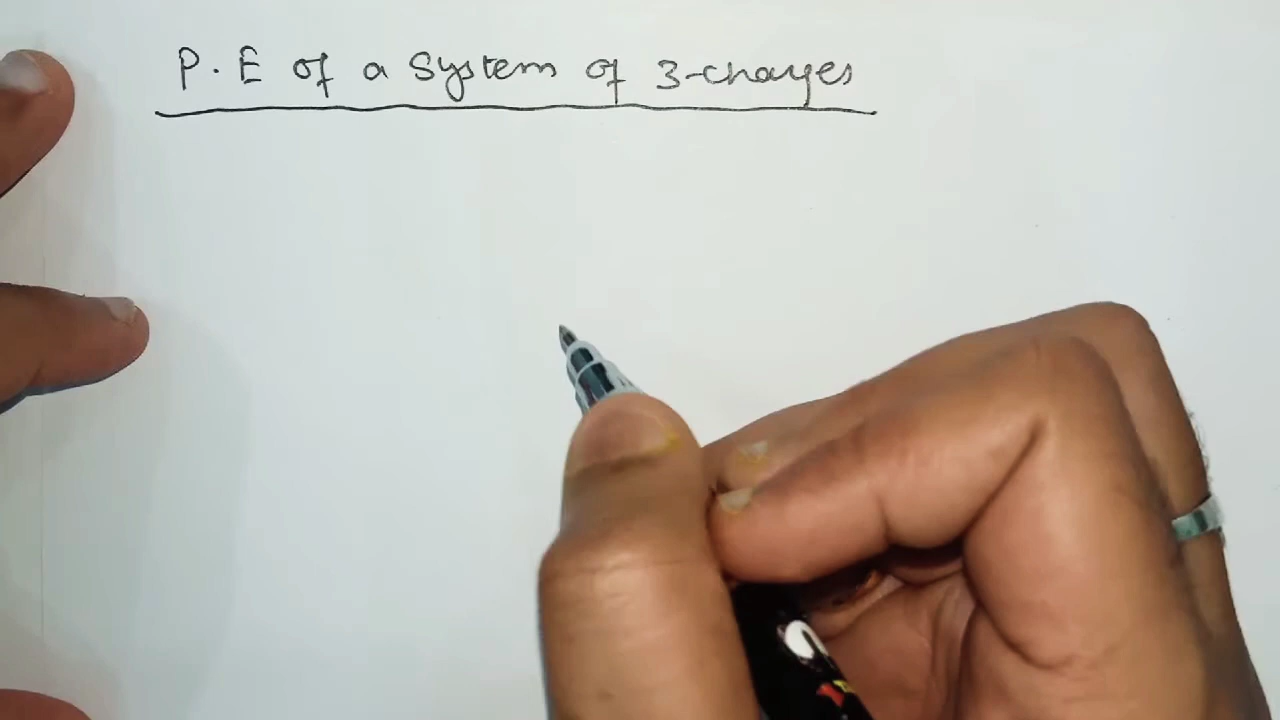 P.E of a System of 3-charges